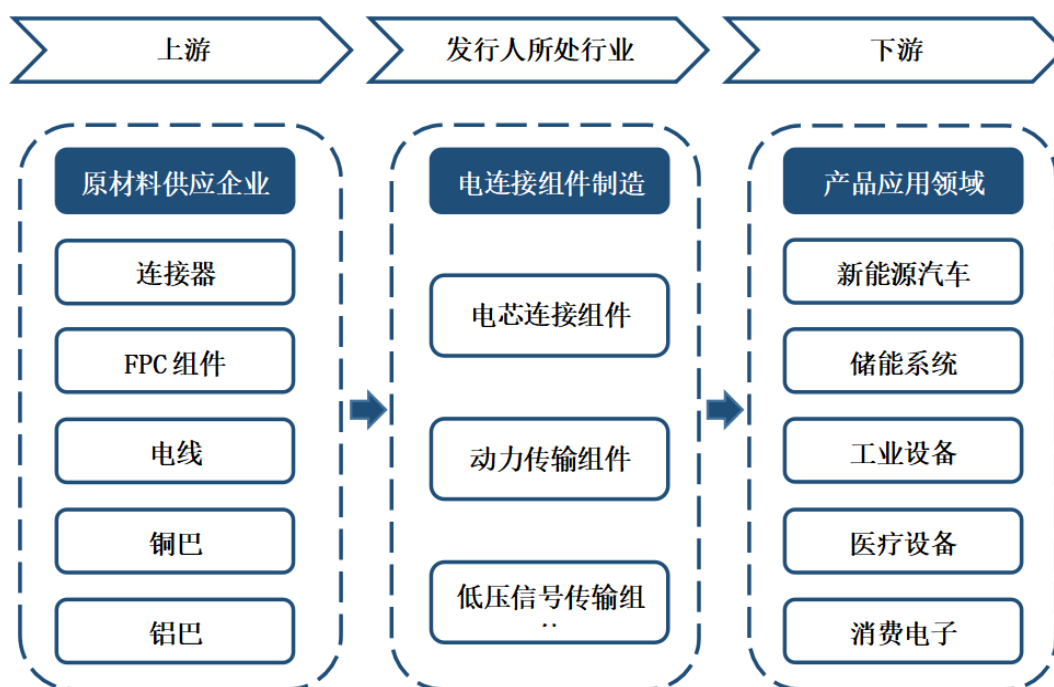 上游
发行人所处行业
下游
原材料供应企业
连接器
FPC 组件
电线
铜巴
铝巴
电连接组件制造
电芯连接组件
动力传输组件
低压信号传输组
产品应用领域
新能源汽车
储能系统
工业设备
医疗设备
消费电子